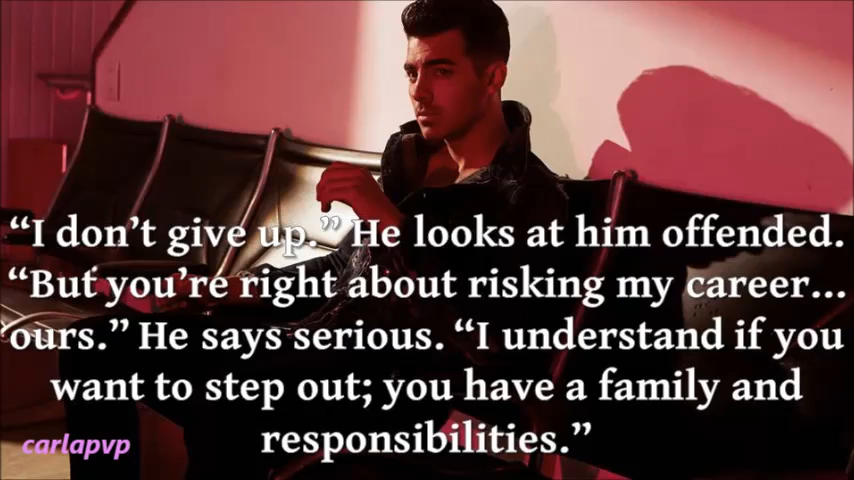 “I don’t give up.” He looks at him offended.
“But you’re right about risking my career...
ours.” He says serious. “I understand if you
want to step out; you have a family and
responsibilities.”
carlapvp